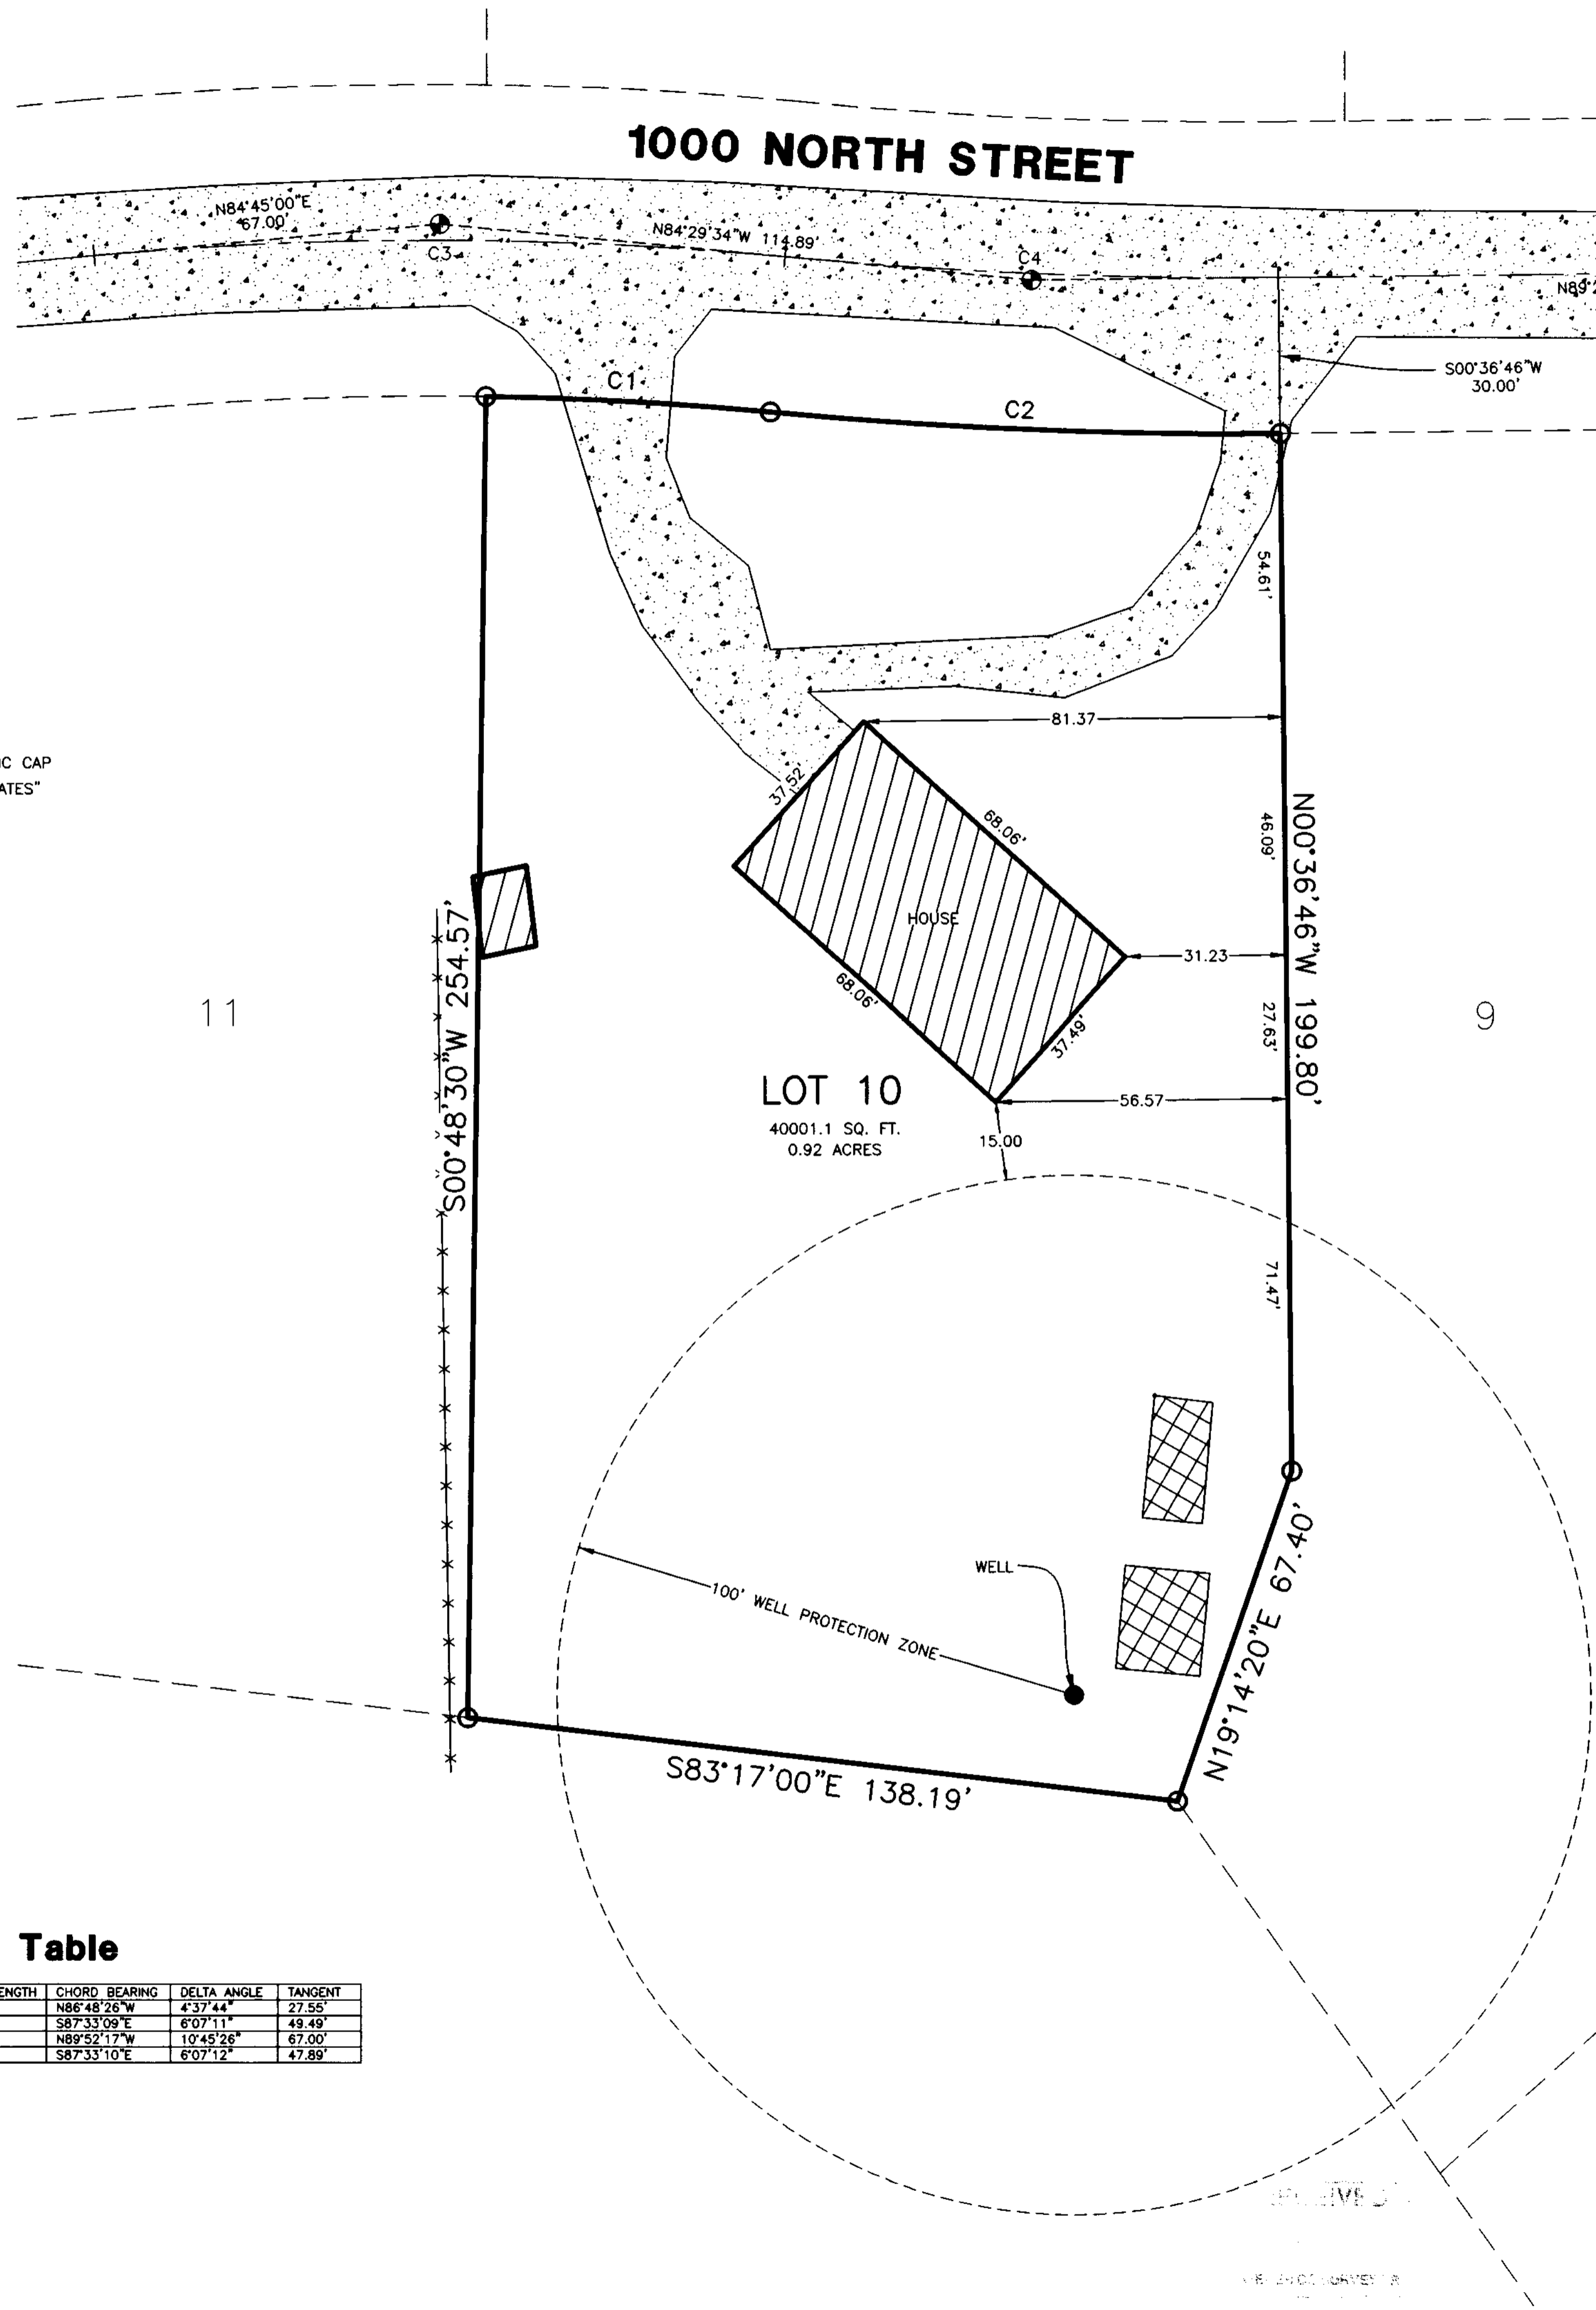 1000 NORTH STREET
N84°45'00"E
67.00'
C3
N84°29'34"W 114.89'
C4
N89°
S00°36'46"W
30.00'
C1
C2
54.61'
81.37
IC CAP
ATES"
37.52'
68.06'
46.09'
N00°36'46"W 199.80'
HOUSE
31.23
68.06'
37.49'
27.63'
S00°48'30"W 254.57'
11
9
LOT 10
40001.1 SQ. FT.
0.92 ACRES
56.57
15.00
71.47'
WELL
100' WELL PROTECTION ZONE
N19°14'20"E 67.40'
S83°17'00"E 138.19'
Table
ENGTH CHORD BEARING DELTA ANGLE TANGENT
N86°48'26"W 4°37'44" 27.55'
S87°33'09"E 6°07'11" 49.49'
N89°52'17"W 10°45'26" 67.00'
S87°33'10"E 6°07'12" 47.89'